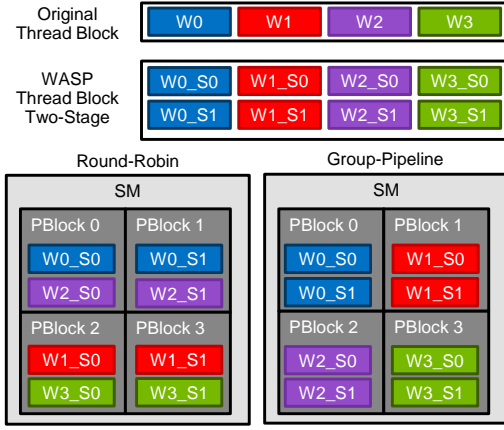 Original
Thread Block
W0 W1 W2 W3
WASP
Thread Block
Two-Stage
W0_S0 W1_S0 W2_S0 W3_S0
W0_S1 W1_S1 W2_S1 W3_S1
Round-Robin
SM
PBlock 0 PBlock 1
W0_S0 W0_S1
W2_S0 W2_S1
PBlock 2 PBlock 3
W1_S0 W1_S1
W3_S0 W3_S1
Group-Pipeline
SM
PBlock 0 PBlock 1
W0_S0 W1_S0
W0_S1 W1_S1
PBlock 2 PBlock 3
W2_S0 W3_S0
W2_S1 W3_S1